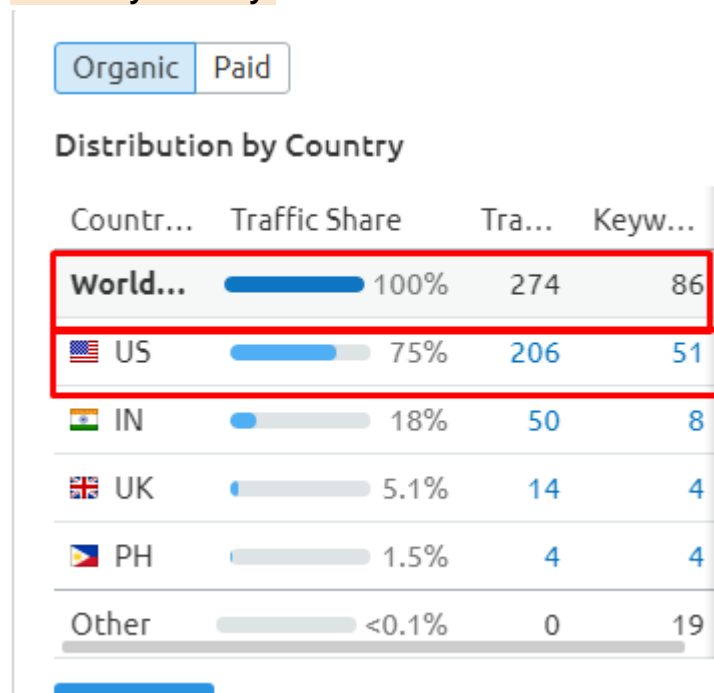 Organic Paid
Distribution by Country
Countr... Traffic Share Tra... Keyw...
World... 100% 274 86
US 75% 206 51
IN 18% 50 8
UK 5.1% 14 4
PH 1.5% 4 4
Other <0.1% 0 19